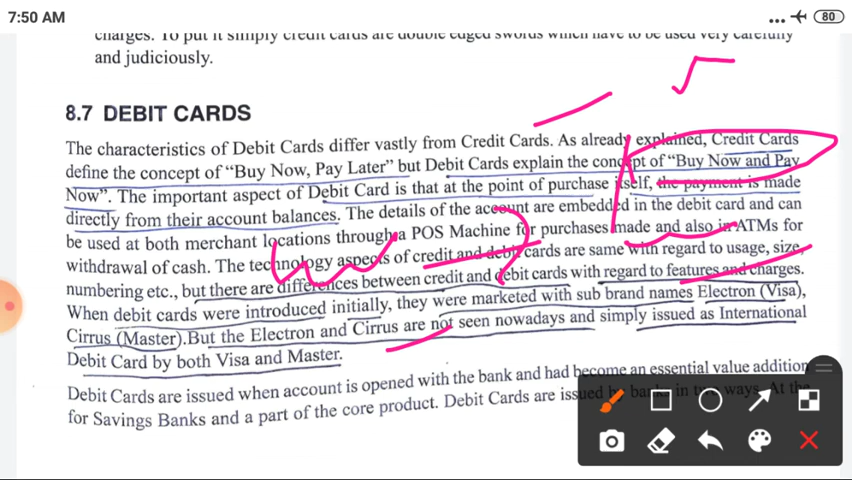 7:50 AM
80
charges. To put it simply credit cards are double edged swords which have to be used very carefully
and judiciously.
8.7 DEBIT CARDS
The characteristics of Debit Cards differ vastly from Credit Cards. As already explained, Credit Cards
define the concept of “Buy Now, Pay Later” but Debit Cards explain the concept of “Buy Now and Pay
Now”. The important aspect of Debit Card is that at the point of purchase itself, the payment is made
directly from their account balances. The details of the account are embedded in the debit card and can
be used at both merchant locations through a POS Machine for purchases made and also in ATMs for
withdrawal of cash. The technology aspects of credit and debit cards are same with regard to usage, size,
numbering etc., but there are differences between credit and debit cards with regard to features and charges.
When debit cards were introduced initially, they were marketed with sub brand names Electron (Visa),
Cirrus (Master).But the Electron and Cirrus are not seen nowadays and simply issued as International
Debit Card by both Visa and Master.
Debit Cards are issued when account is opened with the bank and had become an essential value addition
for Savings Banks and a part of the core product. Debit Cards are issued by banks in two ways. At the